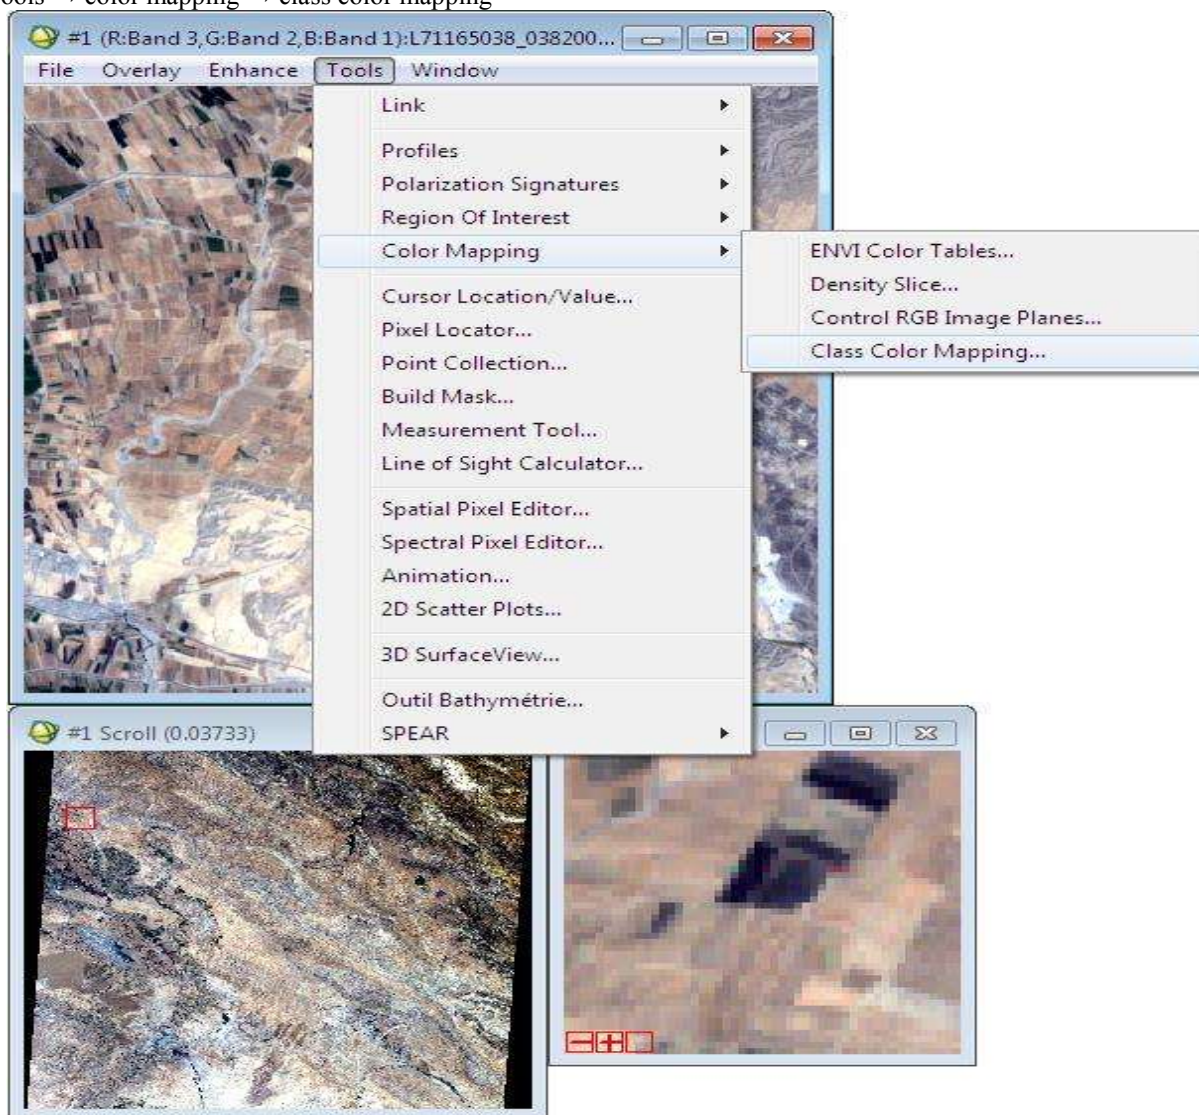 → color mapping → class color mapping
#1 (R:Band 3,G:Band 2,B:Band 1):L71165038_038200...
File Overlay Enhance Tools Window
Link
Profiles
Polarization Signatures
Region Of Interest
Color Mapping
ENVI Color Tables...
Density Slice...
Control RGB Image Planes...
Class Color Mapping...
Cursor Location/Value...
Pixel Locator...
Point Collection...
Build Mask...
Measurement Tool...
Line of Sight Calculator...
Spatial Pixel Editor...
Spectral Pixel Editor...
Animation...
2D Scatter Plots...
3D SurfaceView...
Outil Bathymétrie...
SPEAR
#1 Scroll (0.03733)